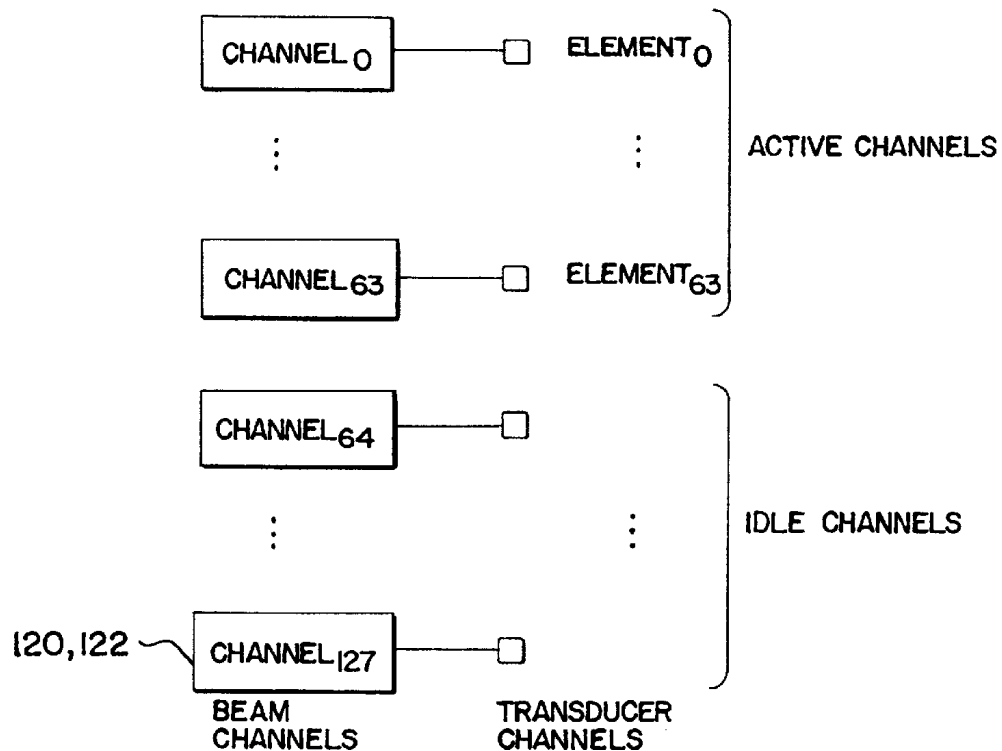 CHANNEL0 ELEMENT0
ACTIVE CHANNELS
CHANNEL63 ELEMENT63
CHANNEL64
IDLE CHANNELS
120,122 CHANNEL127
BEAM CHANNELS
TRANSDUCER CHANNELS